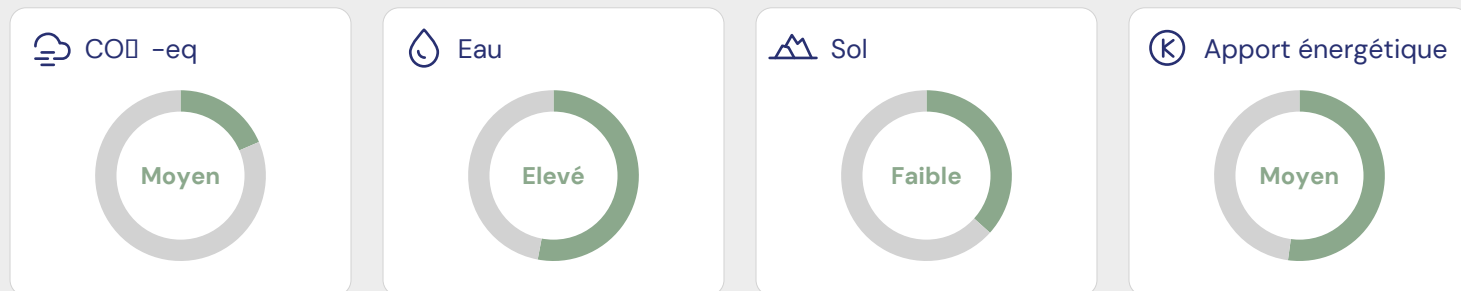 CO▯ -eq
Moyen
Eau
Elevé
Sol
Faible
Apport énergétique
Moyen